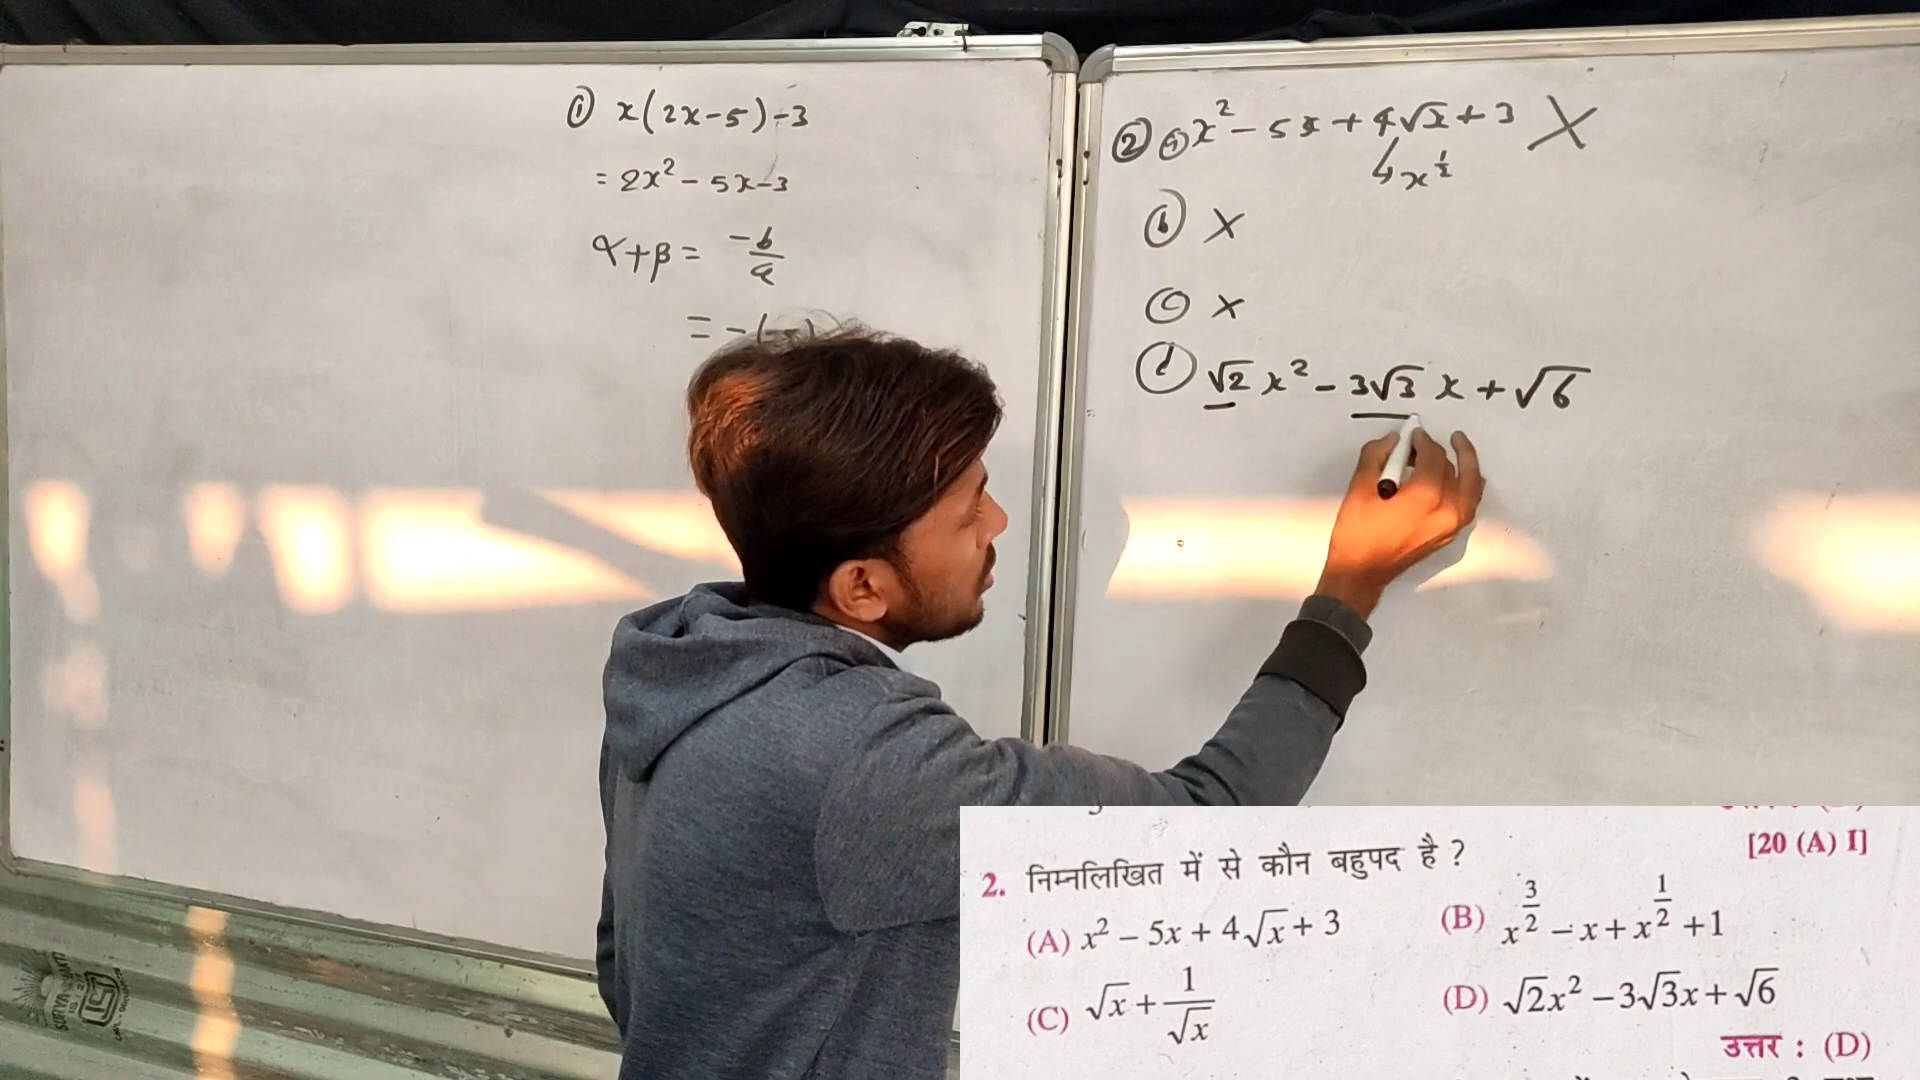 ① x(2x-5)-3
= 2x² - 5x-3
α+β = -b/a
= -(-
② ⓐ x² - 5x + 4√x + 3 ✗
↳ x^½
ⓑ ×
ⓒ ×
ⓓ √2 x² - 3√3 x + √6
[20 (A) I]
2. निम्नलिखित में से कौन बहुपद है ?
(A) x² – 5x + 4√x + 3 (B) x^(3/2) – x + x^(1/2) + 1
(C) √x + 1/√x (D) √2x² – 3√3x + √6
उत्तर : (D)